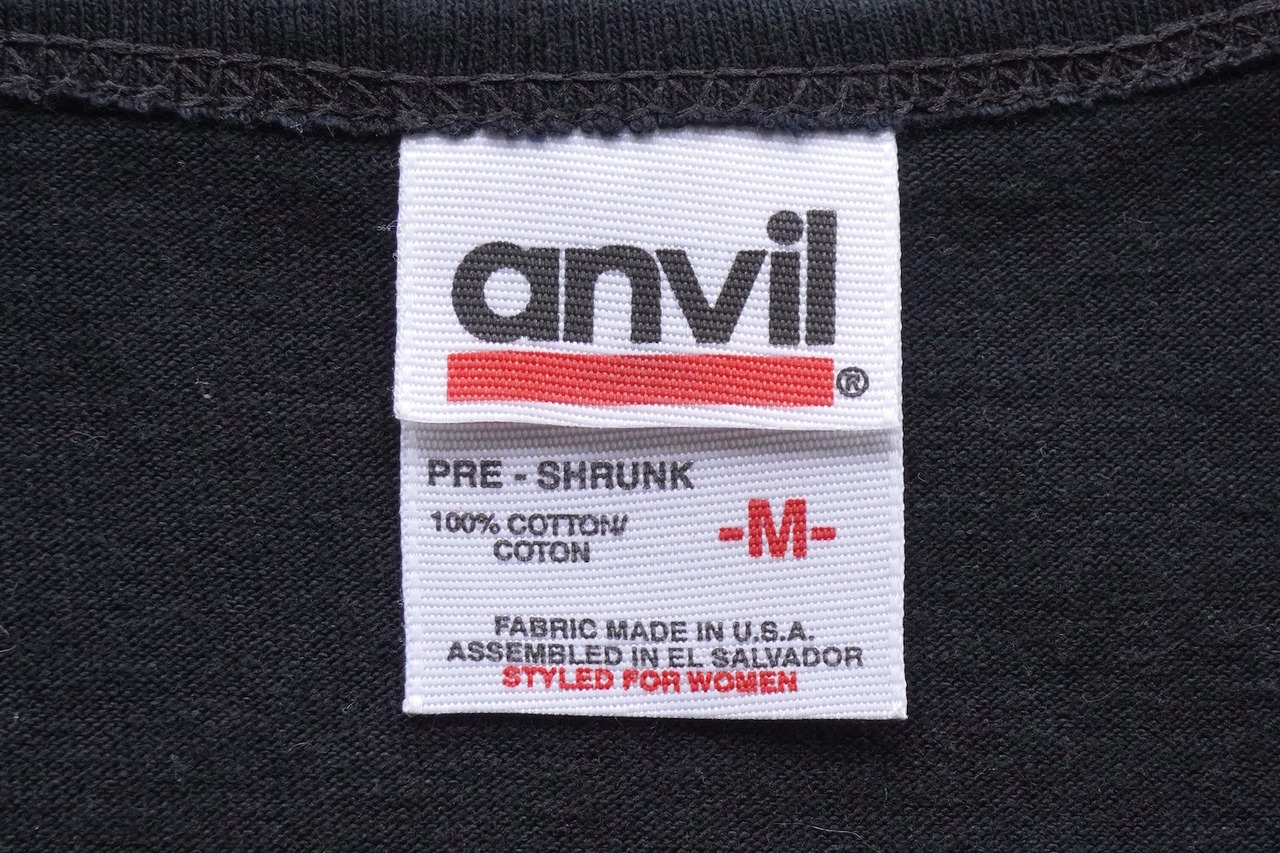 anvil
®
PRE - SHRUNK
100% COTTON/
COTON
-M-
FABRIC MADE IN U.S.A.
ASSEMBLED IN EL SALVADOR
STYLED FOR WOMEN